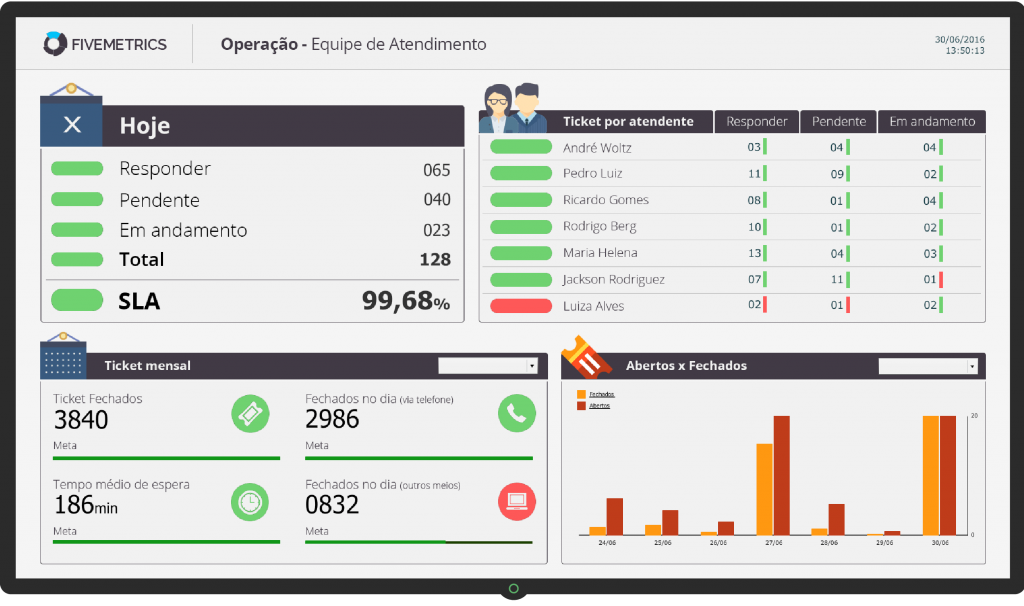 FIVEMETRICS
Operação - Equipe de Atendimento
30/06/2016
13:50:13
X Hoje
Responder 065
Pendente 040
Em andamento 023
Total 128
SLA 99,68%
Ticket por atendente Responder Pendente Em andamento
André Woltz 03 04 04
Pedro Luiz 11 09 02
Ricardo Gomes 08 01 04
Rodrigo Berg 10 01 02
Maria Helena 13 04 03
Jackson Rodriguez 07 11 01
Luiza Alves 02 01 02
Ticket mensal
Ticket Fechados
3840
Meta
Fechados no dia (via telefone)
2986
Meta
Tempo médio de espera
186min
Meta
Fechados no dia (outros meios)
0832
Meta
Abertos x Fechados
Fechados
Abertos
20
0
24/06 25/06 26/06 27/06 28/06 29/06 30/06